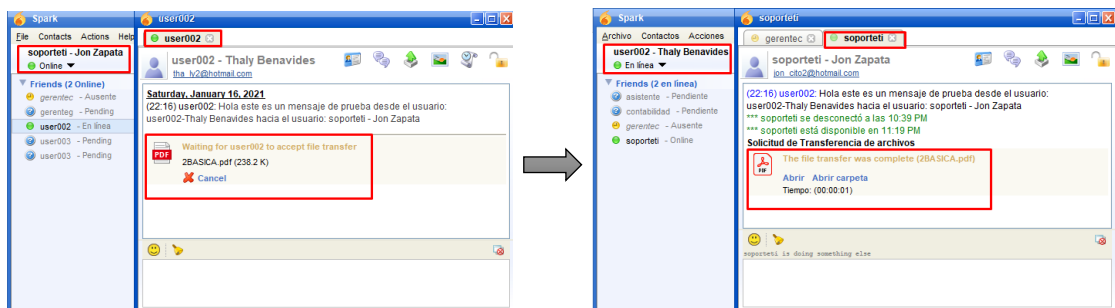 Spark
File Contacts Actions Help
soporteti - Jon Zapata
Online
Friends (2 Online)
gerentec - Ausente
gerenteg - Pending
user002 - En línea
user003 - Pending
user003 - Pending
user002
user002
user002 - Thaly Benavides
tha_lv2@hotmail.com
Saturday, January 16, 2021
(22:16) user002: Hola este es un mensaje de prueba desde el usuario:
user002-Thaly Benavides hacia el usuario: soporteti - Jon Zapata
PDF
Waiting for user002 to accept file transfer
2BASICA.pdf (238.2 K)
Cancel
Spark
Archivo Contactos Acciones
user002 - Thaly Benavides
En línea
Friends (2 en línea)
asistente - Pendiente
contabilidad - Pendiente
gerentec - Ausente
soporteti - Online
soporteti
gerentec
soporteti
soporteti - Jon Zapata
jon_cito2@hotmail.com
(22:16) user002: Hola este es un mensaje de prueba desde el usuario:
user002-Thaly Benavides hacia el usuario: soporteti - Jon Zapata
*** soporteti se desconectó a las 10:39 PM
*** soporteti está disponible en 11:19 PM
Solicitud de Transferencia de archivos
The file transfer was complete (2BASICA.pdf)
Abrir Abrir carpeta
Tiempo: (00:00:01)
soporteti is doing something else